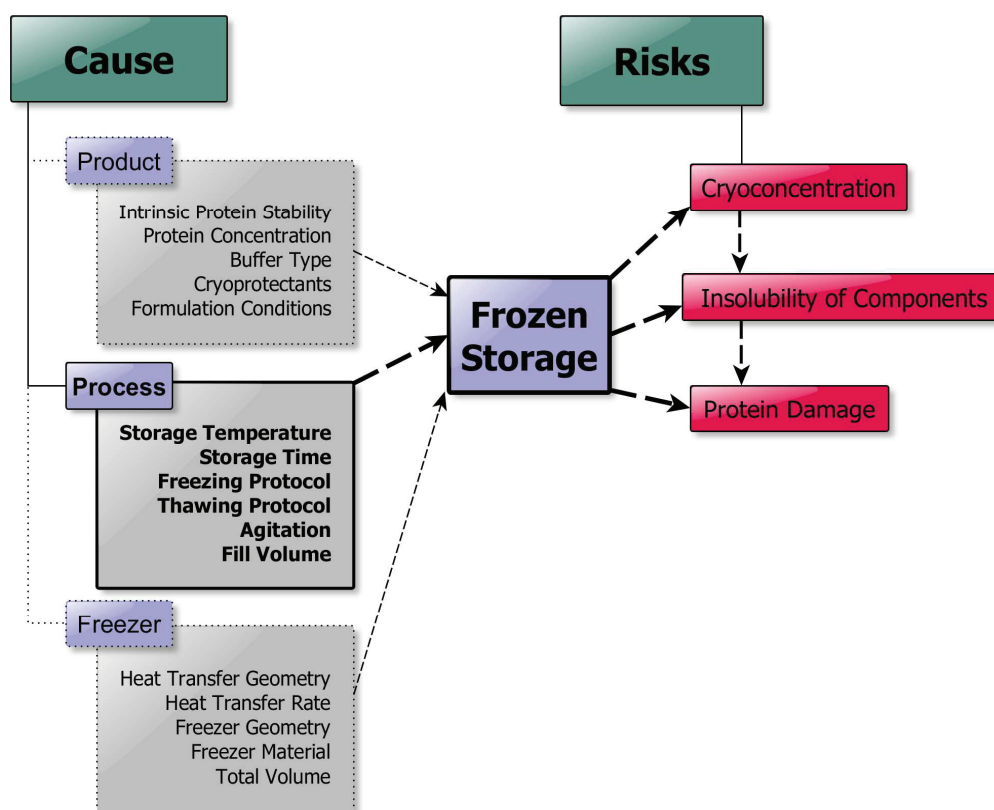 Cause
Risks
Product
Intrinsic Protein Stability
Protein Concentration
Buffer Type
Cryoprotectants
Formulation Conditions
Process
Storage Temperature
Storage Time
Freezing Protocol
Thawing Protocol
Agitation
Fill Volume
Freezer
Heat Transfer Geometry
Heat Transfer Rate
Freezer Geometry
Freezer Material
Total Volume
Frozen
Storage
Cryoconcentration
Insolubility of Components
Protein Damage